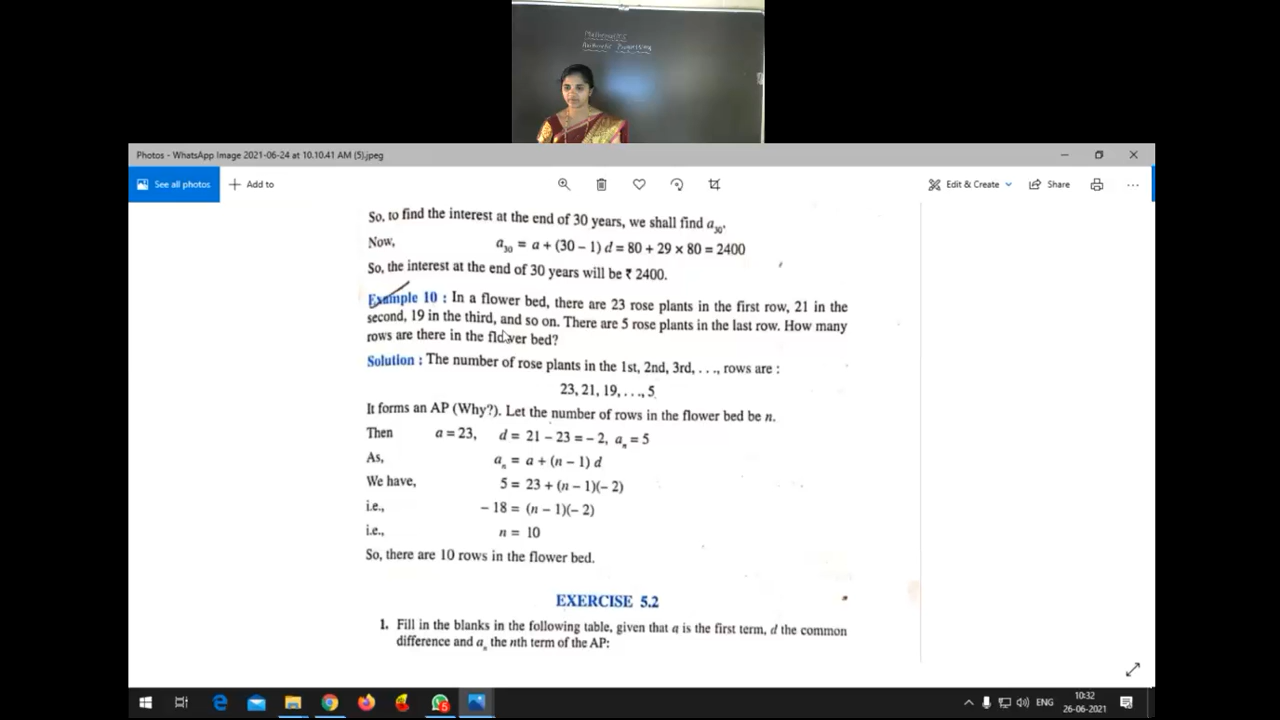 Mathematics
Arithmetic Progression
Photos - WhatsApp Image 2021-06-24 at 10.10.41 AM (5).jpeg
See all photos
Add to
Edit & Create
Share
So, to find the interest at the end of 30 years, we shall find a₃₀.
Now, a₃₀ = a + (30 – 1) d = 80 + 29 × 80 = 2400
So, the interest at the end of 30 years will be ₹ 2400.
Example 10 : In a flower bed, there are 23 rose plants in the first row, 21 in the
second, 19 in the third, and so on. There are 5 rose plants in the last row. How many
rows are there in the flower bed?
Solution : The number of rose plants in the 1st, 2nd, 3rd, . . ., rows are :
23, 21, 19, . . ., 5
It forms an AP (Why?). Let the number of rows in the flower bed be n.
Then a = 23, d = 21 – 23 = – 2, aₙ = 5
As, aₙ = a + (n – 1) d
We have, 5 = 23 + (n – 1)(– 2)
i.e., – 18 = (n – 1)(– 2)
i.e., n = 10
So, there are 10 rows in the flower bed.
EXERCISE 5.2
1. Fill in the blanks in the following table, given that a is the first term, d the common
difference and aₙ the nth term of the AP:
5
ENG
10:32
26-06-2021